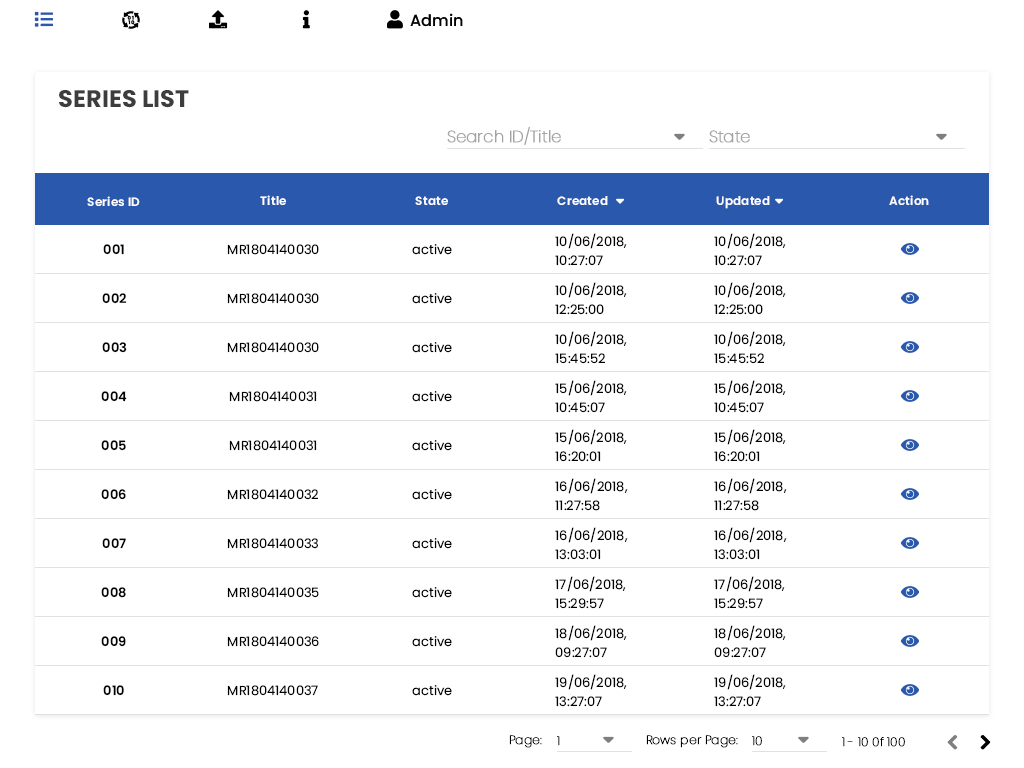 Admin
SERIES LIST
Search ID/Title State
Series ID Title State Created Updated Action
001 MR1804140030 active 10/06/2018, 10:27:07 10/06/2018, 10:27:07
002 MR1804140030 active 10/06/2018, 12:25:00 10/06/2018, 12:25:00
003 MR1804140030 active 10/06/2018, 15:45:52 10/06/2018, 15:45:52
004 MR1804140031 active 15/06/2018, 10:45:07 15/06/2018, 10:45:07
005 MR1804140031 active 15/06/2018, 16:20:01 15/06/2018, 16:20:01
006 MR1804140032 active 16/06/2018, 11:27:58 16/06/2018, 11:27:58
007 MR1804140033 active 16/06/2018, 13:03:01 16/06/2018, 13:03:01
008 MR1804140035 active 17/06/2018, 15:29:57 17/06/2018, 15:29:57
009 MR1804140036 active 18/06/2018, 09:27:07 18/06/2018, 09:27:07
010 MR1804140037 active 19/06/2018, 13:27:07 19/06/2018, 13:27:07
Page: 1 Rows per Page: 10 1 - 10 0f 100